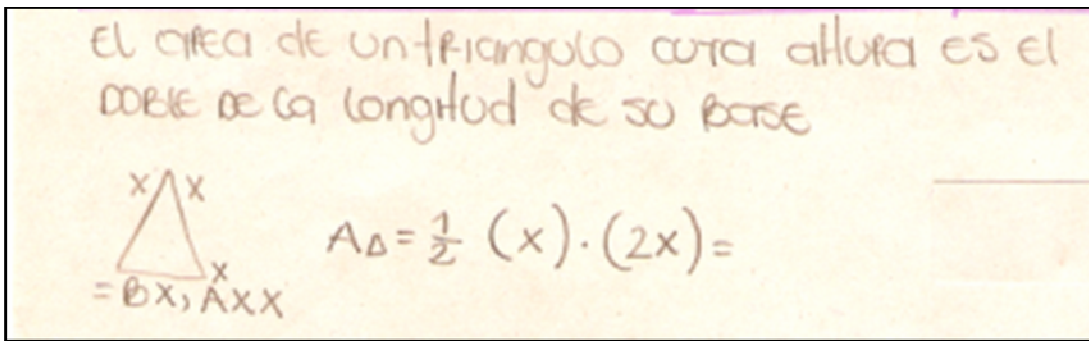 El area de un triangulo cuya altura es el
DOBLE DE la longitud de su Base
x x
x
A△ = 1/2 (x) · (2x) =
= Bx, Axx